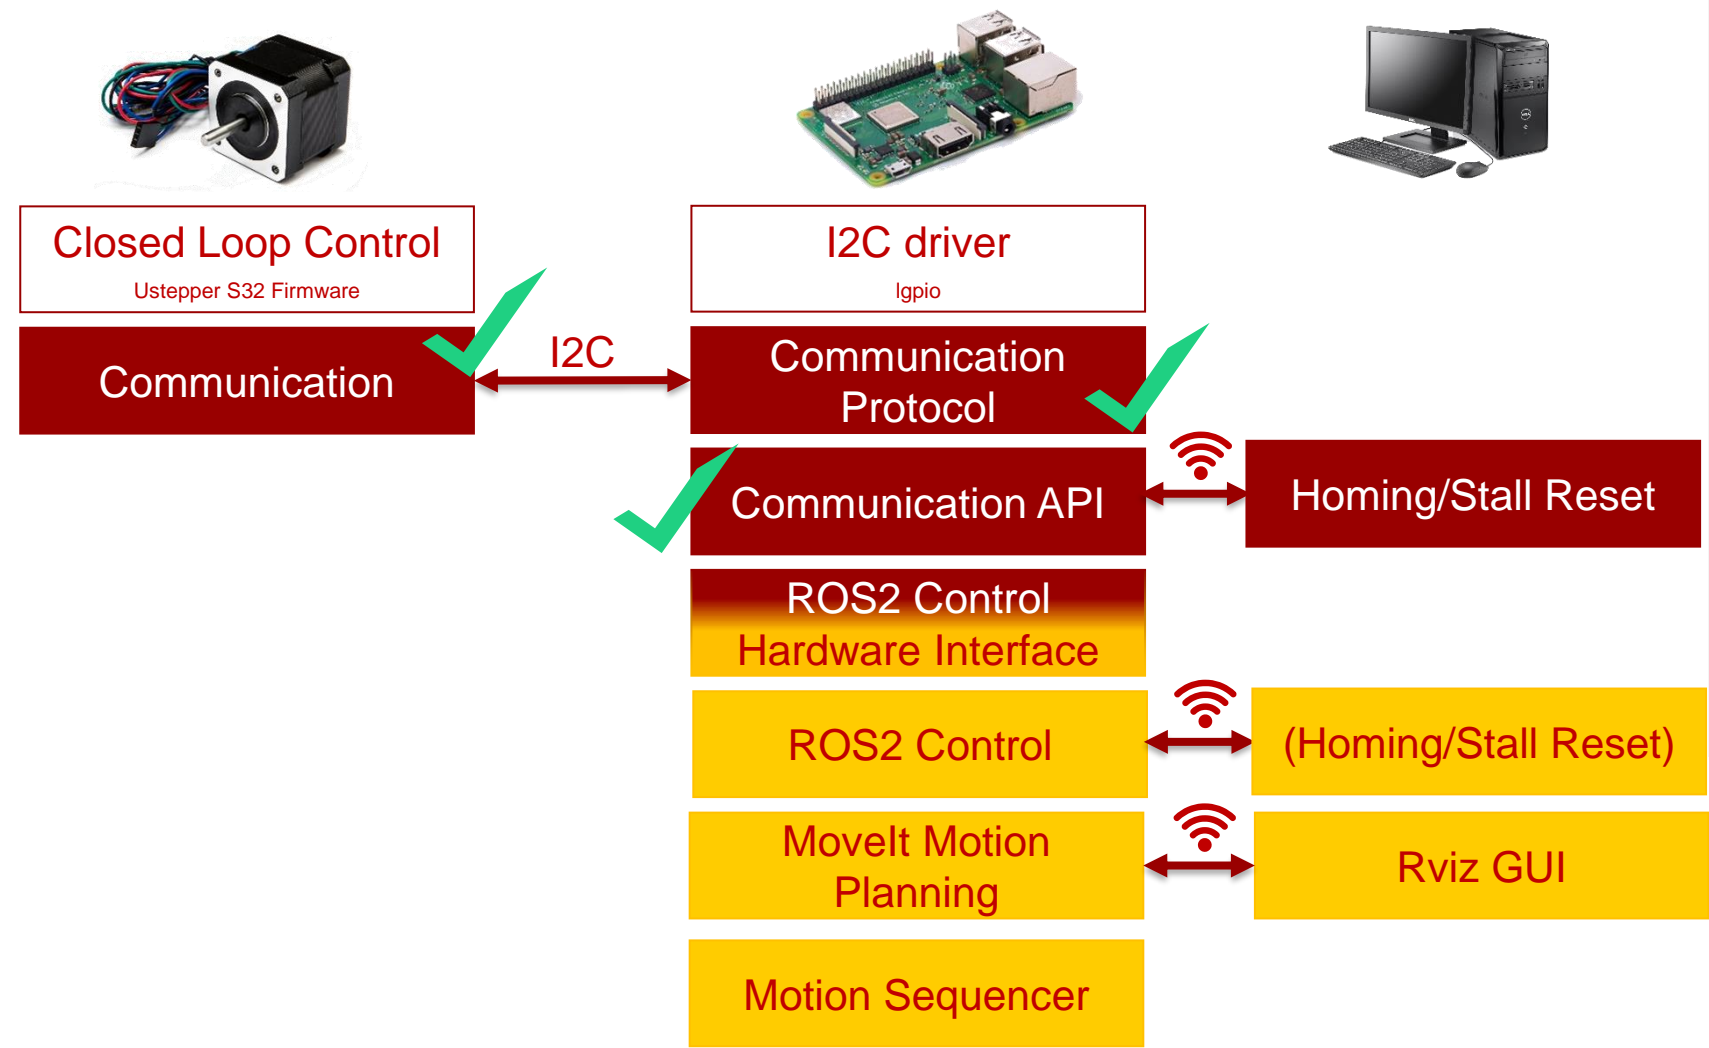 Closed Loop Control
Ustepper S32 Firmware
I2C driver
lgpio
Communication
I2C
Communication
Protocol
Communication API
Homing/Stall Reset
ROS2 Control
Hardware Interface
ROS2 Control
(Homing/Stall Reset)
MoveIt Motion
Planning
Rviz GUI
Motion Sequencer